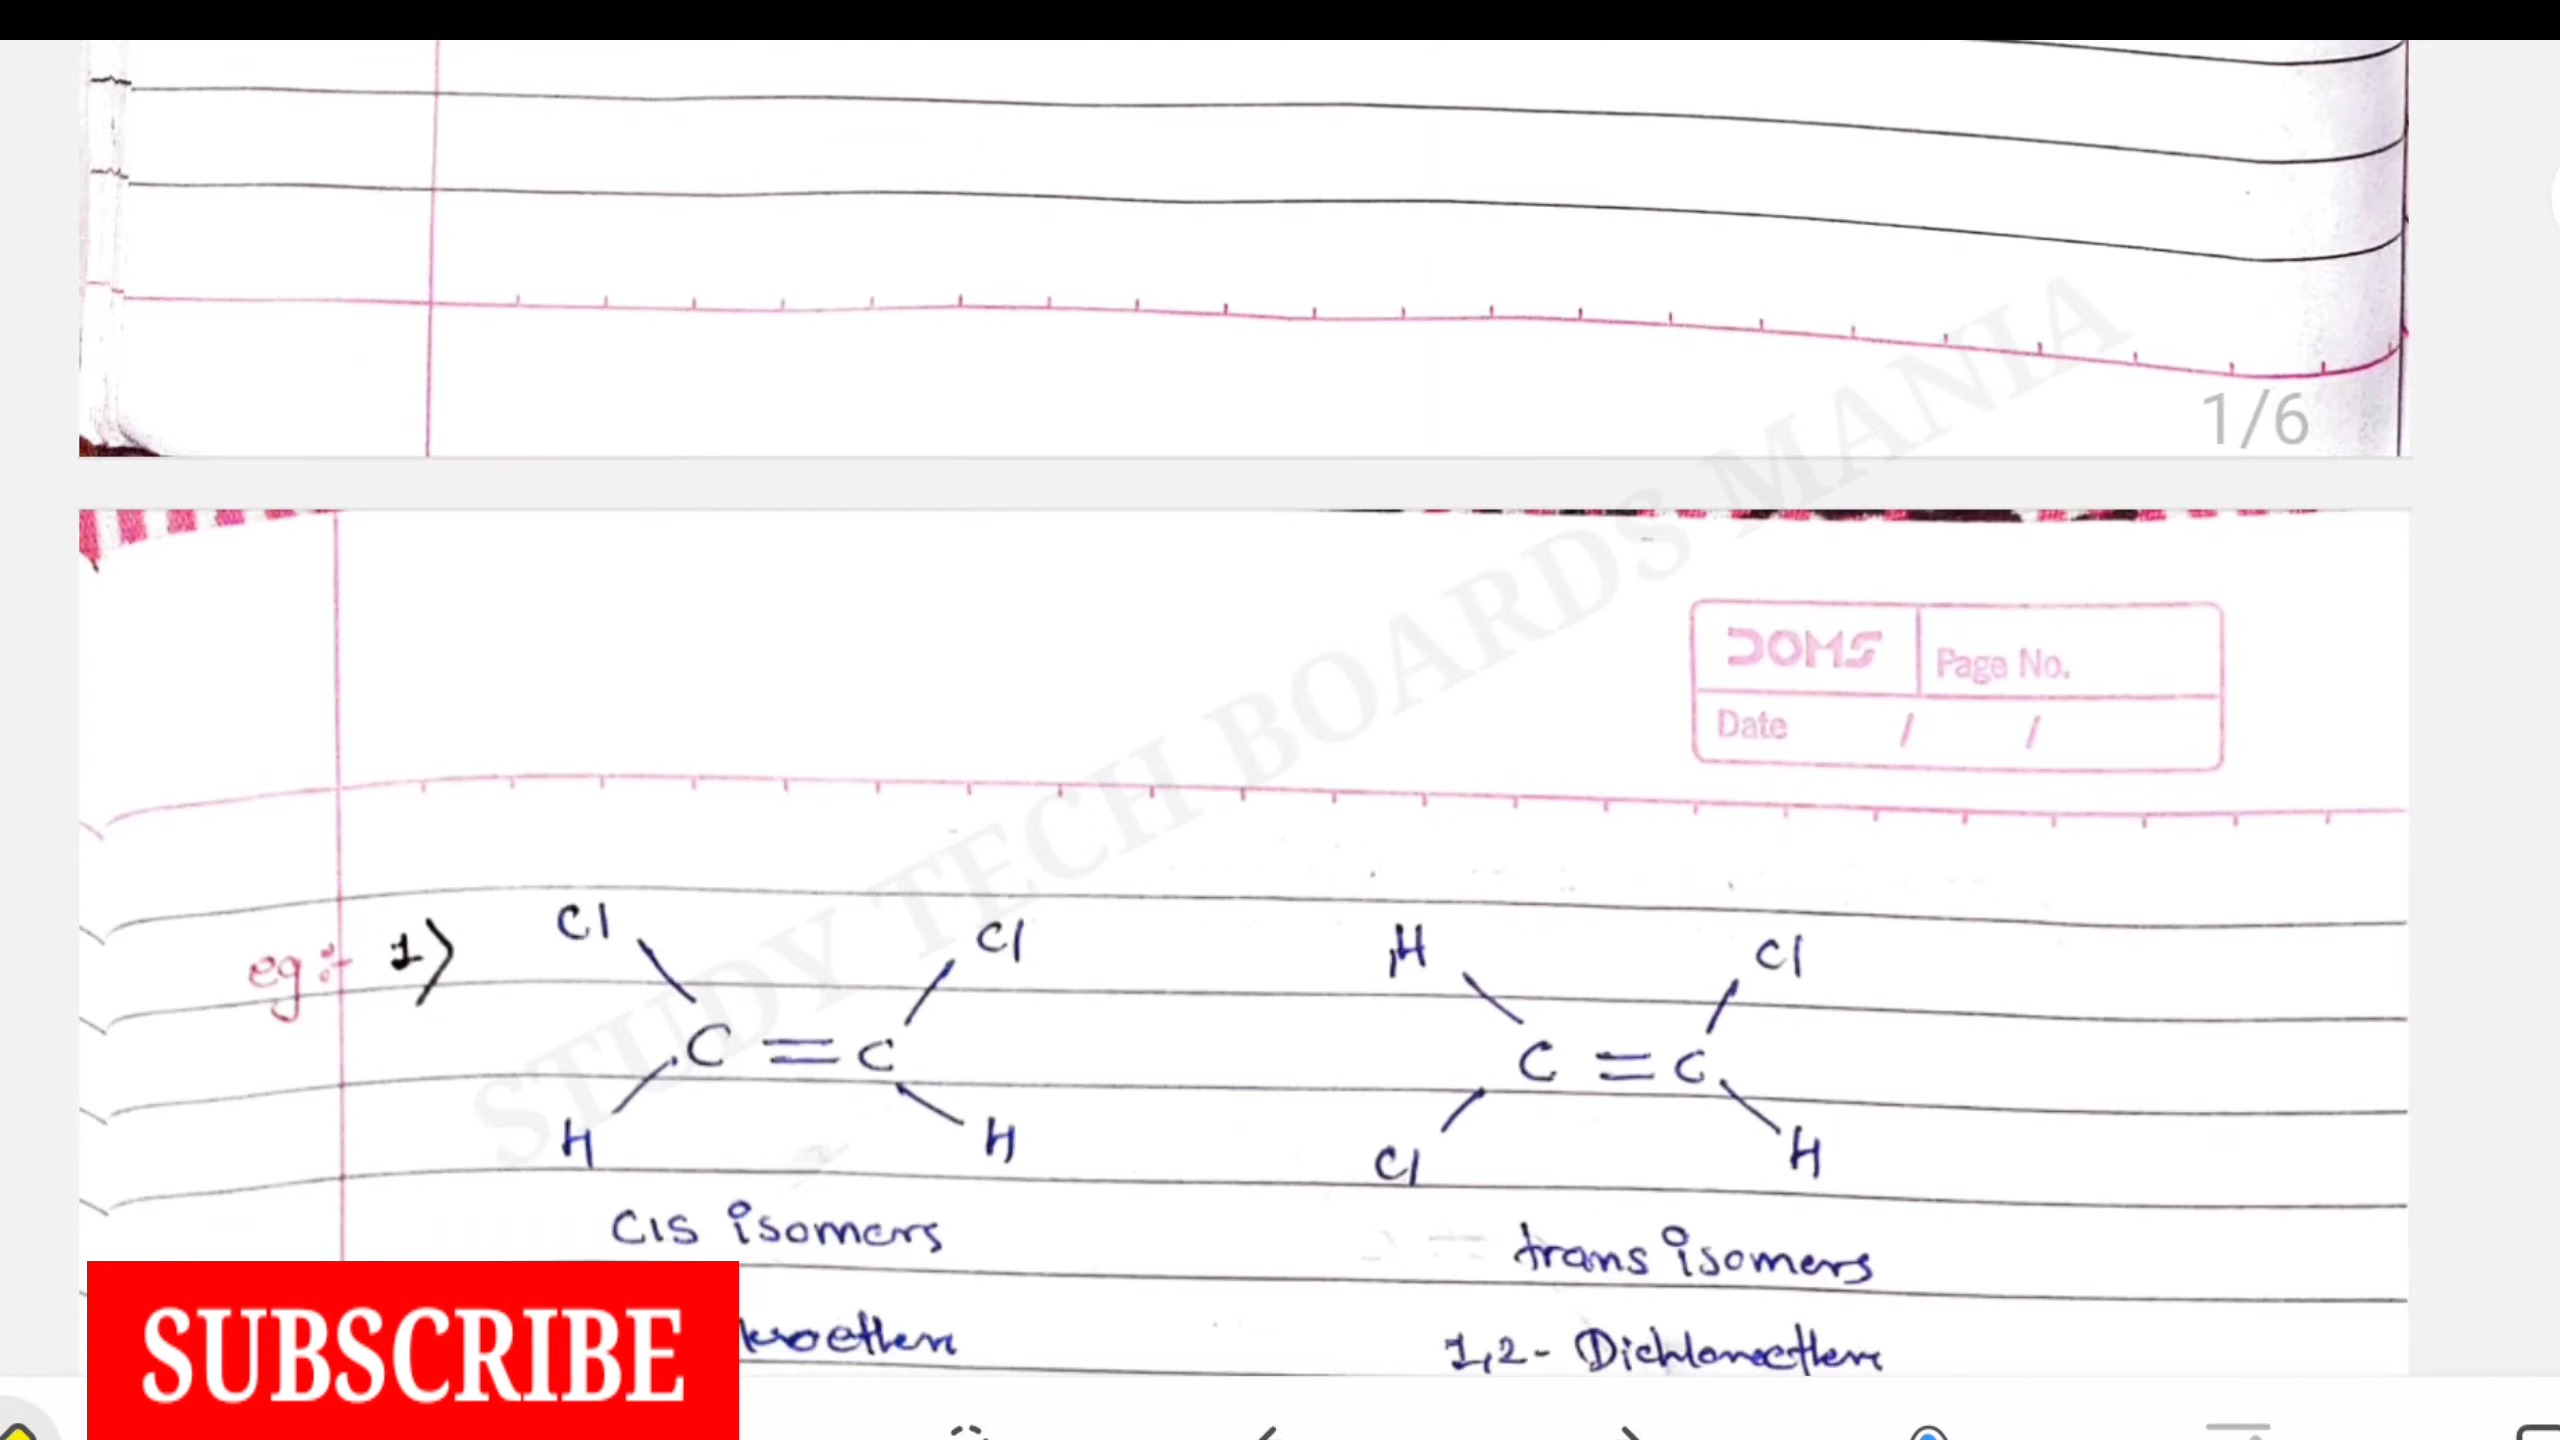 1/6
STUDY TECH BOARDS MANIA
DOMS Page No.
Date / /
eg:- 1)
Cl Cl H Cl
C = C C = C
H H Cl H
cis isomers trans isomers
1,2- Dichloroethene
SUBSCRIBE